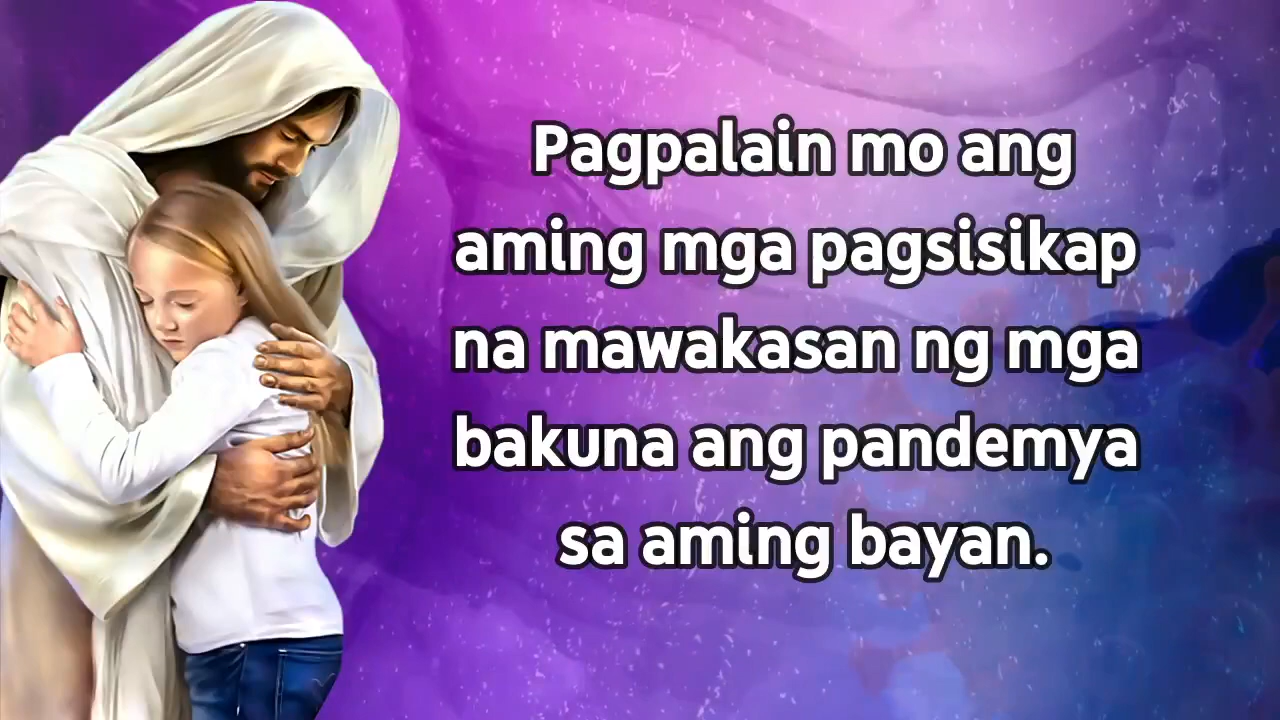 Pagpalain mo ang
aming mga pagsisikap
na mawakasan ng mga
bakuna ang pandemya
sa aming bayan.